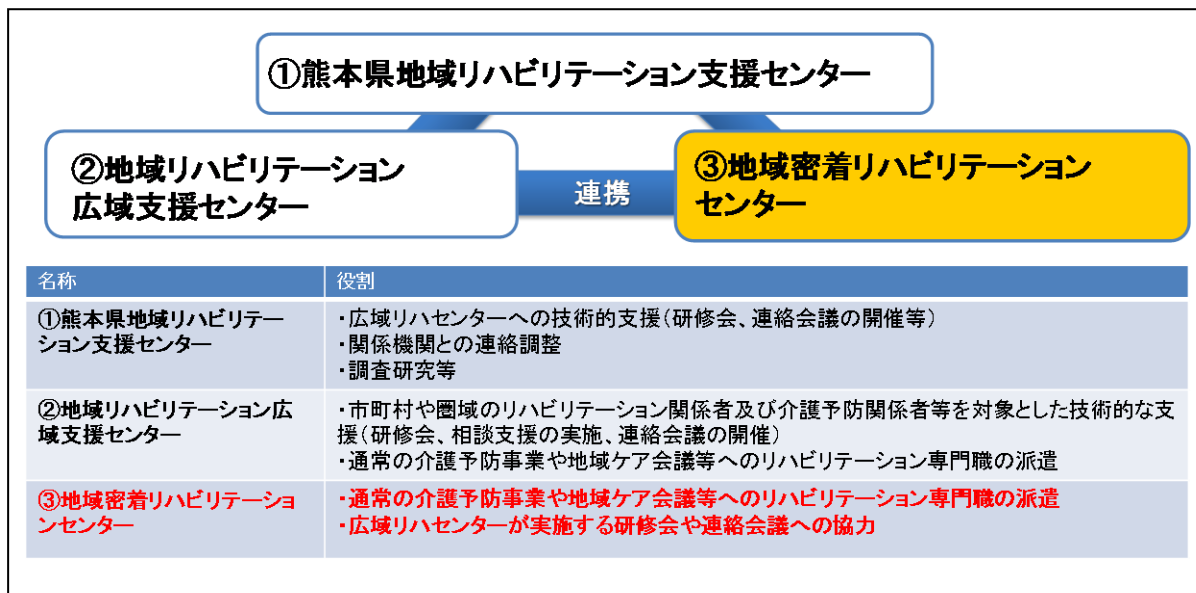 ①熊本県地域リハビリテーション支援センター
②地域リハビリテーション
広域支援センター
連携
③地域密着リハビリテーション
センター
名称
役割
①熊本県地域リハビリテー
ション支援センター
・広域リハセンターへの技術的支援（研修会、連絡会議の開催等）
・関係機関との連絡調整
・調査研究等
②地域リハビリテーション広
域支援センター
・市町村や圏域のリハビリテーション関係者及び介護予防関係者等を対象とした技術的な支
援（研修会、相談支援の実施、連絡会議の開催）
・通常の介護予防事業や地域ケア会議等へのリハビリテーション専門職の派遣
③地域密着リハビリテーショ
ンセンター
・通常の介護予防事業や地域ケア会議等へのリハビリテーション専門職の派遣
・広域リハセンターが実施する研修会や連絡会議への協力